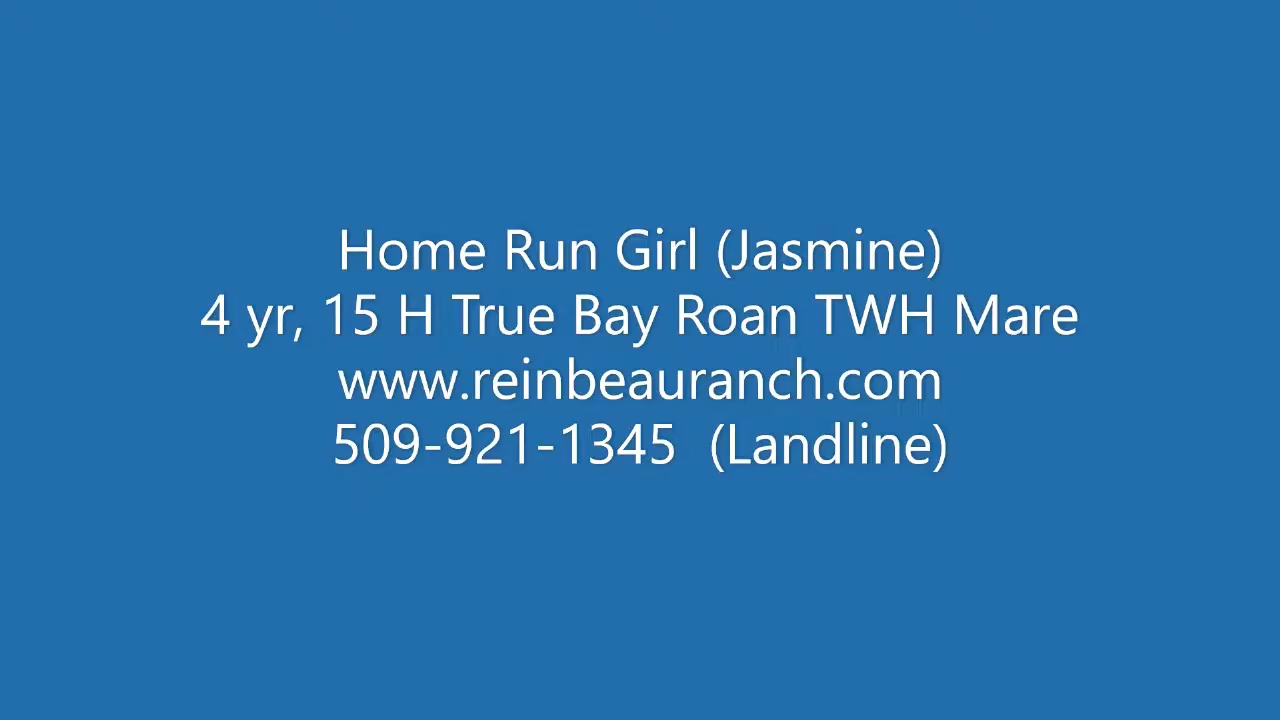 Home Run Girl (Jasmine)
4 yr, 15 H True Bay Roan TWH Mare
www.reinbeauranch.com
509-921-1345  (Landline)